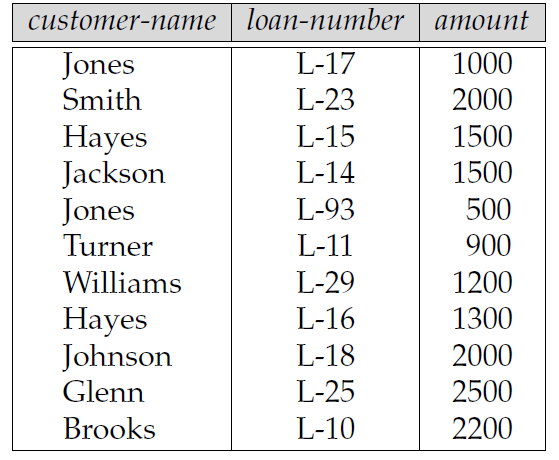 customer-name loan-number amount
Jones L-17 1000
Smith L-23 2000
Hayes L-15 1500
Jackson L-14 1500
Jones L-93 500
Turner L-11 900
Williams L-29 1200
Hayes L-16 1300
Johnson L-18 2000
Glenn L-25 2500
Brooks L-10 2200